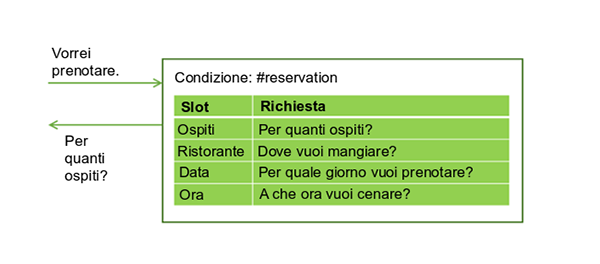 Vorrei
prenotare.
Condizione: #reservation
Slot Richiesta
Ospiti Per quanti ospiti?
Ristorante Dove vuoi mangiare?
Data Per quale giorno vuoi prenotare?
Ora A che ora vuoi cenare?
Per
quanti
ospiti?